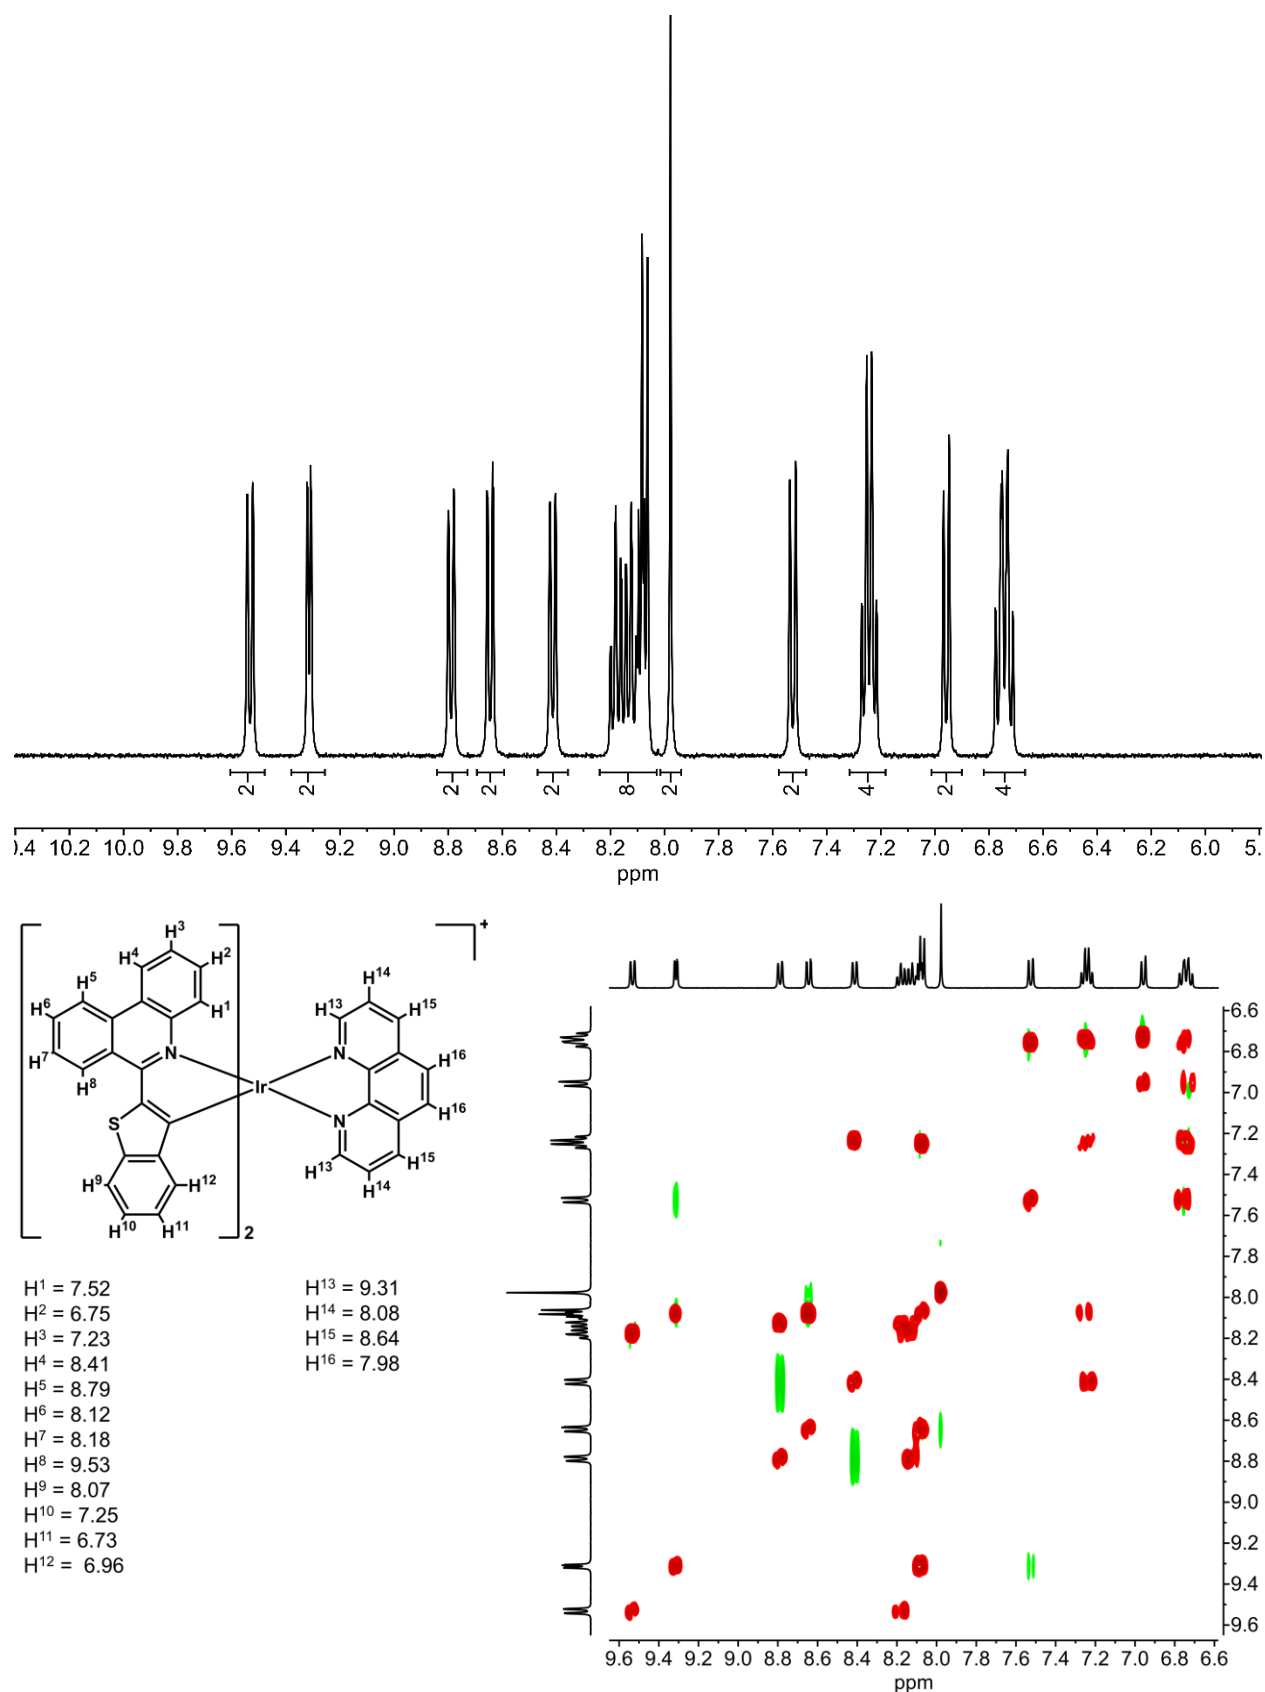 2 2 2 2 2 8 2 2 4 2 4
).4 10.2 10.0 9.8 9.6 9.4 9.2 9.0 8.8 8.6 8.4 8.2 8.0 7.8 7.6 7.4 7.2 7.0 6.8 6.6 6.4 6.2 6.0 5.
ppm
+
H³
H⁴ H²
H⁵ H¹⁴
H⁶ H¹ H¹³ H¹⁵
H⁷ N N H¹⁶
H⁸ Ir
S N H¹⁶
H⁹ H¹² H¹³ H¹⁵
H¹⁰ H¹¹ H¹⁴
2
H¹ = 7.52
H² = 6.75
H³ = 7.23
H⁴ = 8.41
H⁵ = 8.79
H⁶ = 8.12
H⁷ = 8.18
H⁸ = 9.53
H⁹ = 8.07
H¹⁰ = 7.25
H¹¹ = 6.73
H¹² = 6.96
H¹³ = 9.31
H¹⁴ = 8.08
H¹⁵ = 8.64
H¹⁶ = 7.98
6.6
6.8
7.0
7.2
7.4
7.6
7.8
8.0
8.2
8.4
8.6
8.8
9.0
9.2
9.4
9.6
9.6 9.4 9.2 9.0 8.8 8.6 8.4 8.2 8.0 7.8 7.6 7.4 7.2 7.0 6.8 6.6
ppm